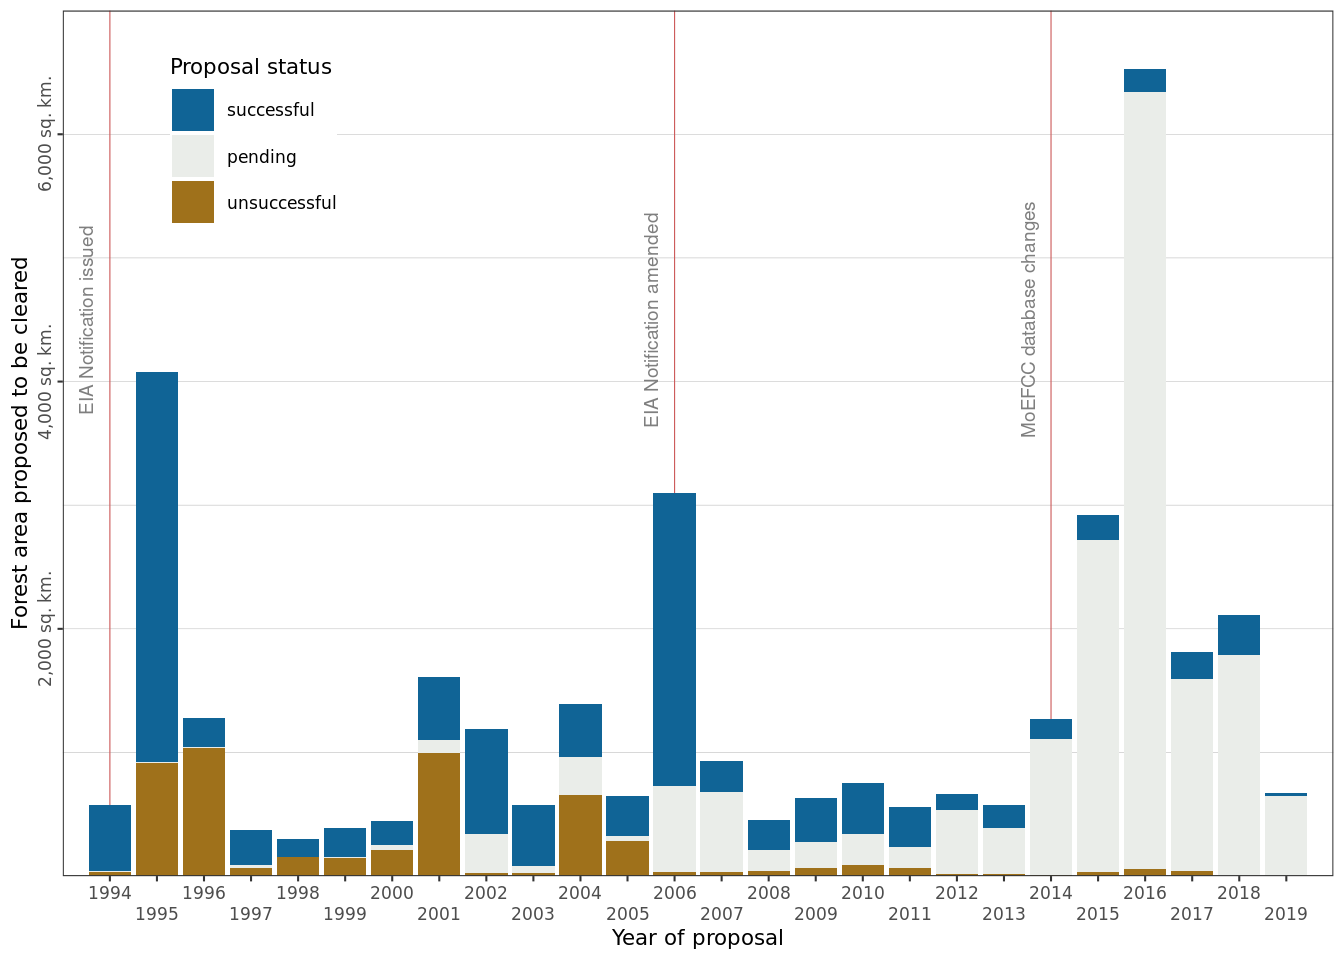 Proposal status
successful
pending
unsuccessful
Forest area proposed to be cleared
6,000 sq. km.
4,000 sq. km.
2,000 sq. km.
EIA Notification issued
EIA Notification amended
MoEFCC database changes
1994 1996 1998 2000 2002 2004 2006 2008 2010 2012 2014 2016 2018
1995 1997 1999 2001 2003 2005 2007 2009 2011 2013 2015 2017 2019
Year of proposal